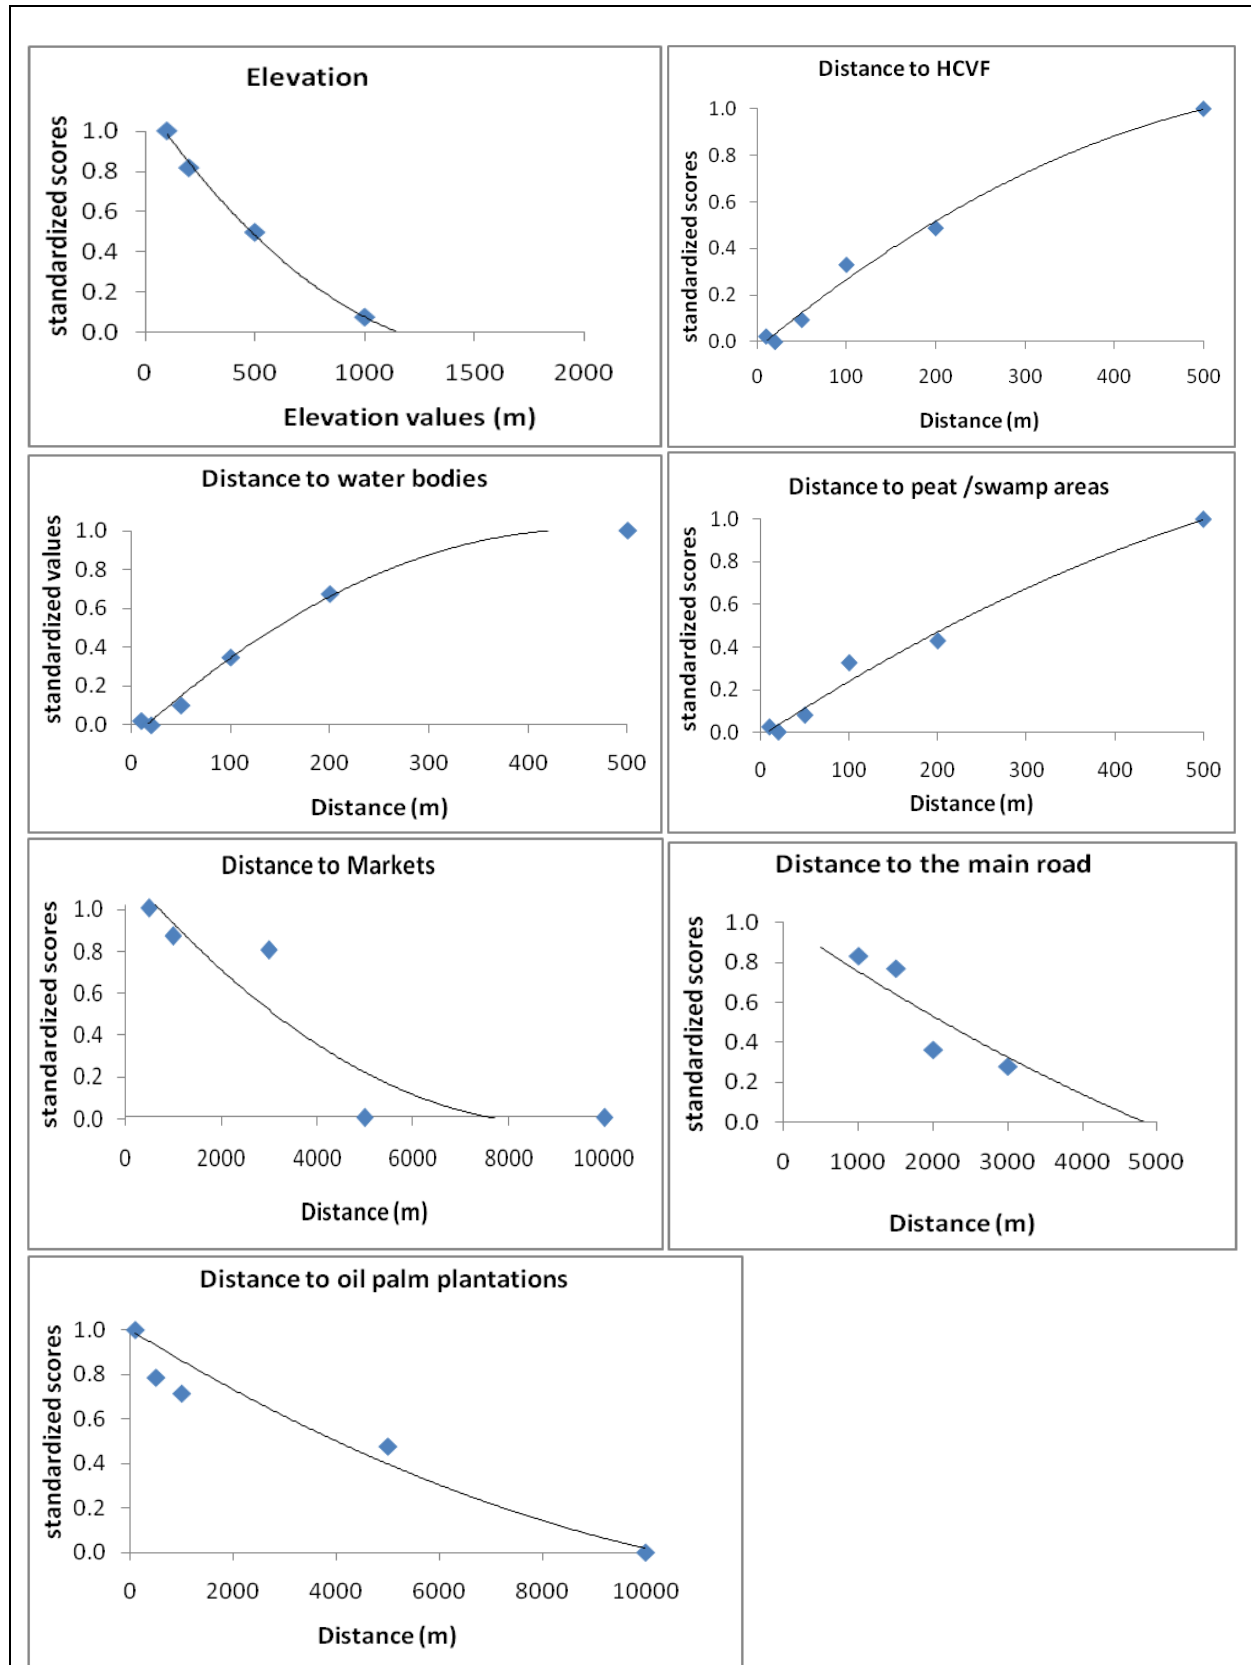 Elevation
standardized scores
1.0
0.8
0.6
0.4
0.2
0.0
0 500 1000 1500 2000
Elevation values (m)
Distance to HCVF
standardized scores
1.0
0.8
0.6
0.4
0.2
0.0
0 100 200 300 400 500
Distance (m)
Distance to water bodies
standardized values
1.0
0.8
0.6
0.4
0.2
0.0
0 100 200 300 400 500
Distance (m)
Distance to peat /swamp areas
standardized scores
1.0
0.8
0.6
0.4
0.2
0.0
0 100 200 300 400 500
Distance (m)
Distance to Markets
standardized scores
1.0
0.8
0.6
0.4
0.2
0.0
0 2000 4000 6000 8000 10000
Distance (m)
Distance to the main road
standardized scores
1.0
0.8
0.6
0.4
0.2
0.0
0 1000 2000 3000 4000 5000
Distance (m)
Distance to oil palm plantations
standardized scores
1.0
0.8
0.6
0.4
0.2
0.0
0 2000 4000 6000 8000 10000
Distance (m)